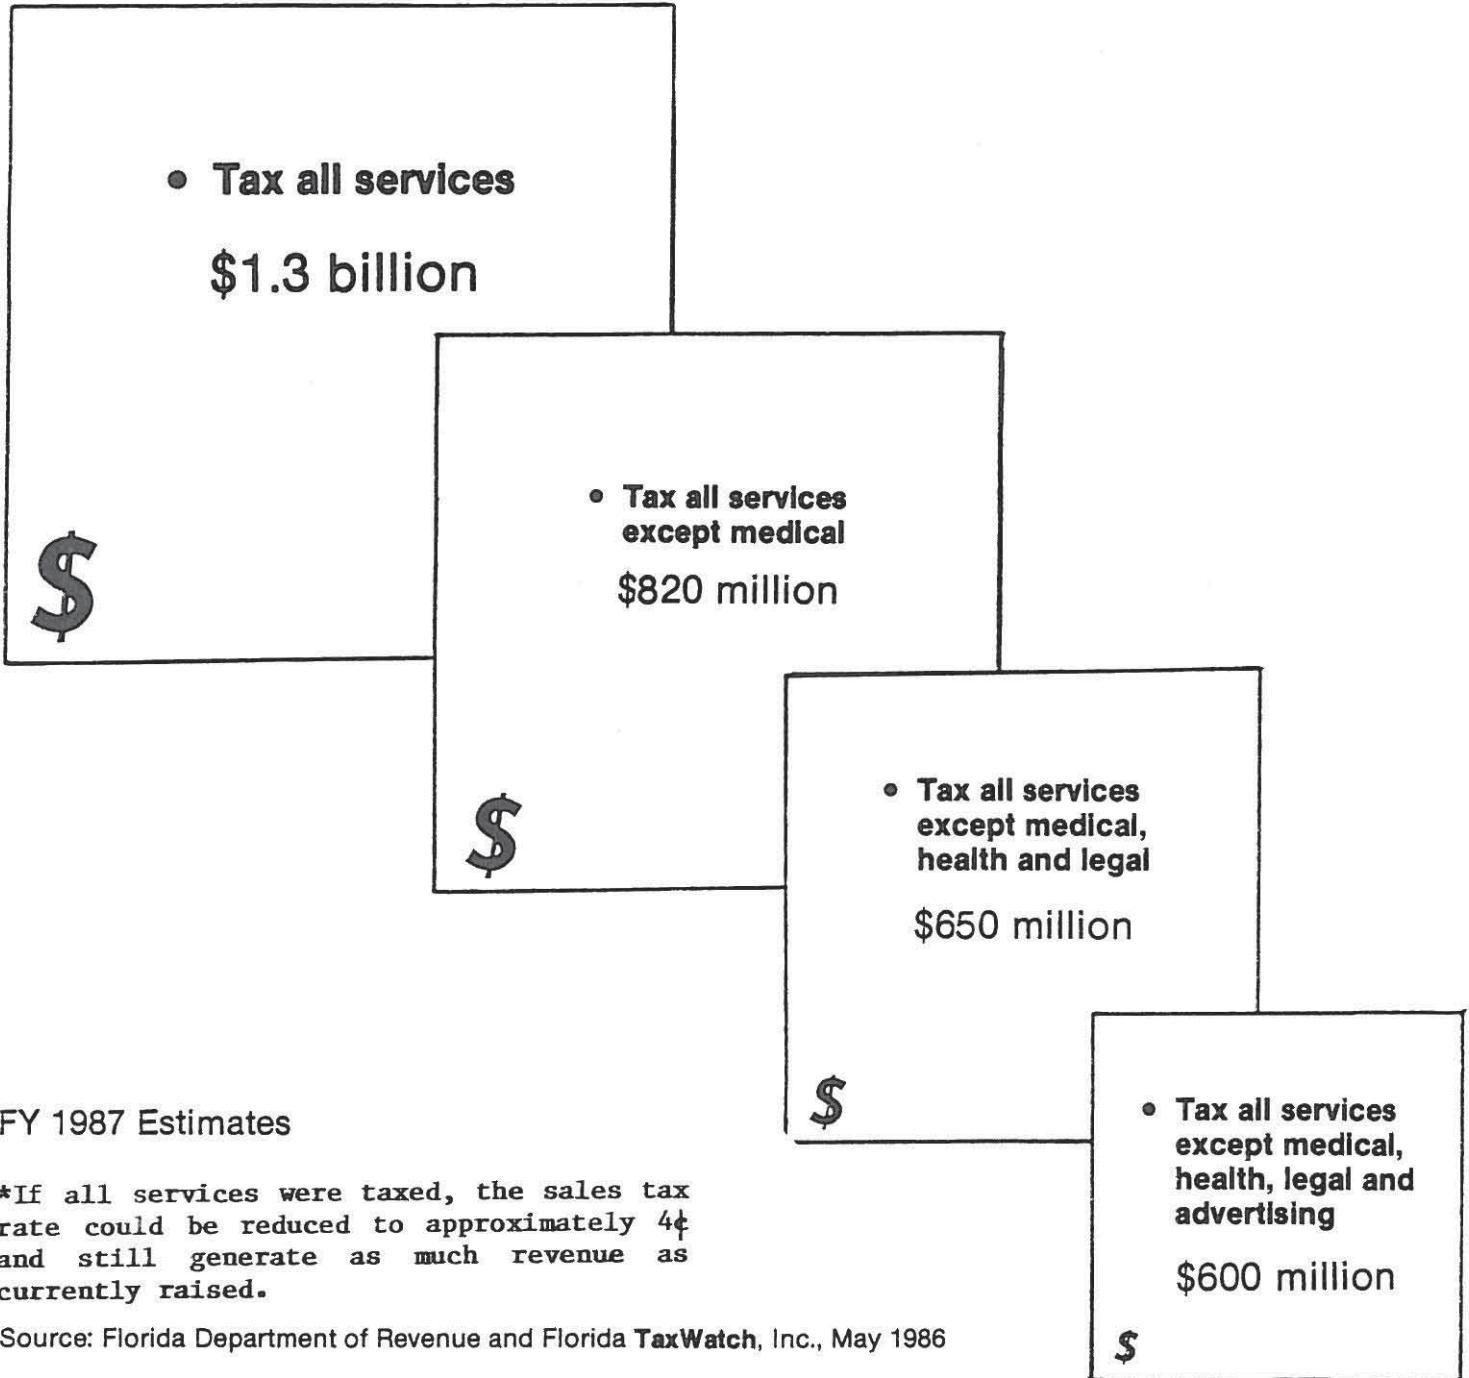 • Tax all services
$1.3 billion
$
• Tax all services
except medical
$820 million
$
• Tax all services
except medical,
health and legal
$650 million
$
• Tax all services
except medical,
health, legal and
advertising
$600 million
$
FY 1987 Estimates
*If all services were taxed, the sales tax
rate could be reduced to approximately 4¢
and still generate as much revenue as
currently raised.
Source: Florida Department of Revenue and Florida TaxWatch, Inc., May 1986